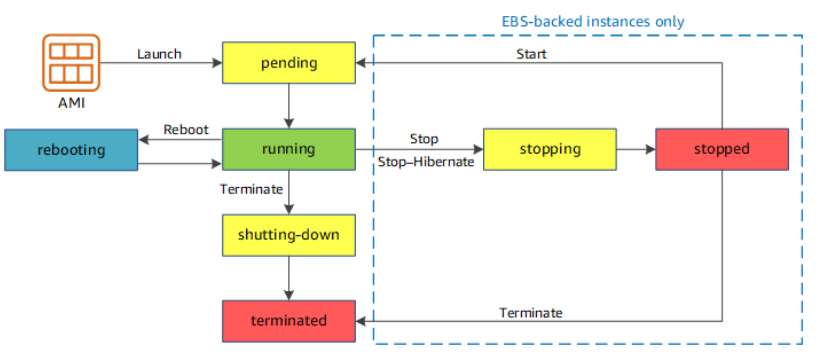 EBS-backed instances only
Launch
Start
pending
AMI
Reboot
Stop
rebooting
running
stopping
stopped
Stop–Hibernate
Terminate
shutting-down
Terminate
terminated